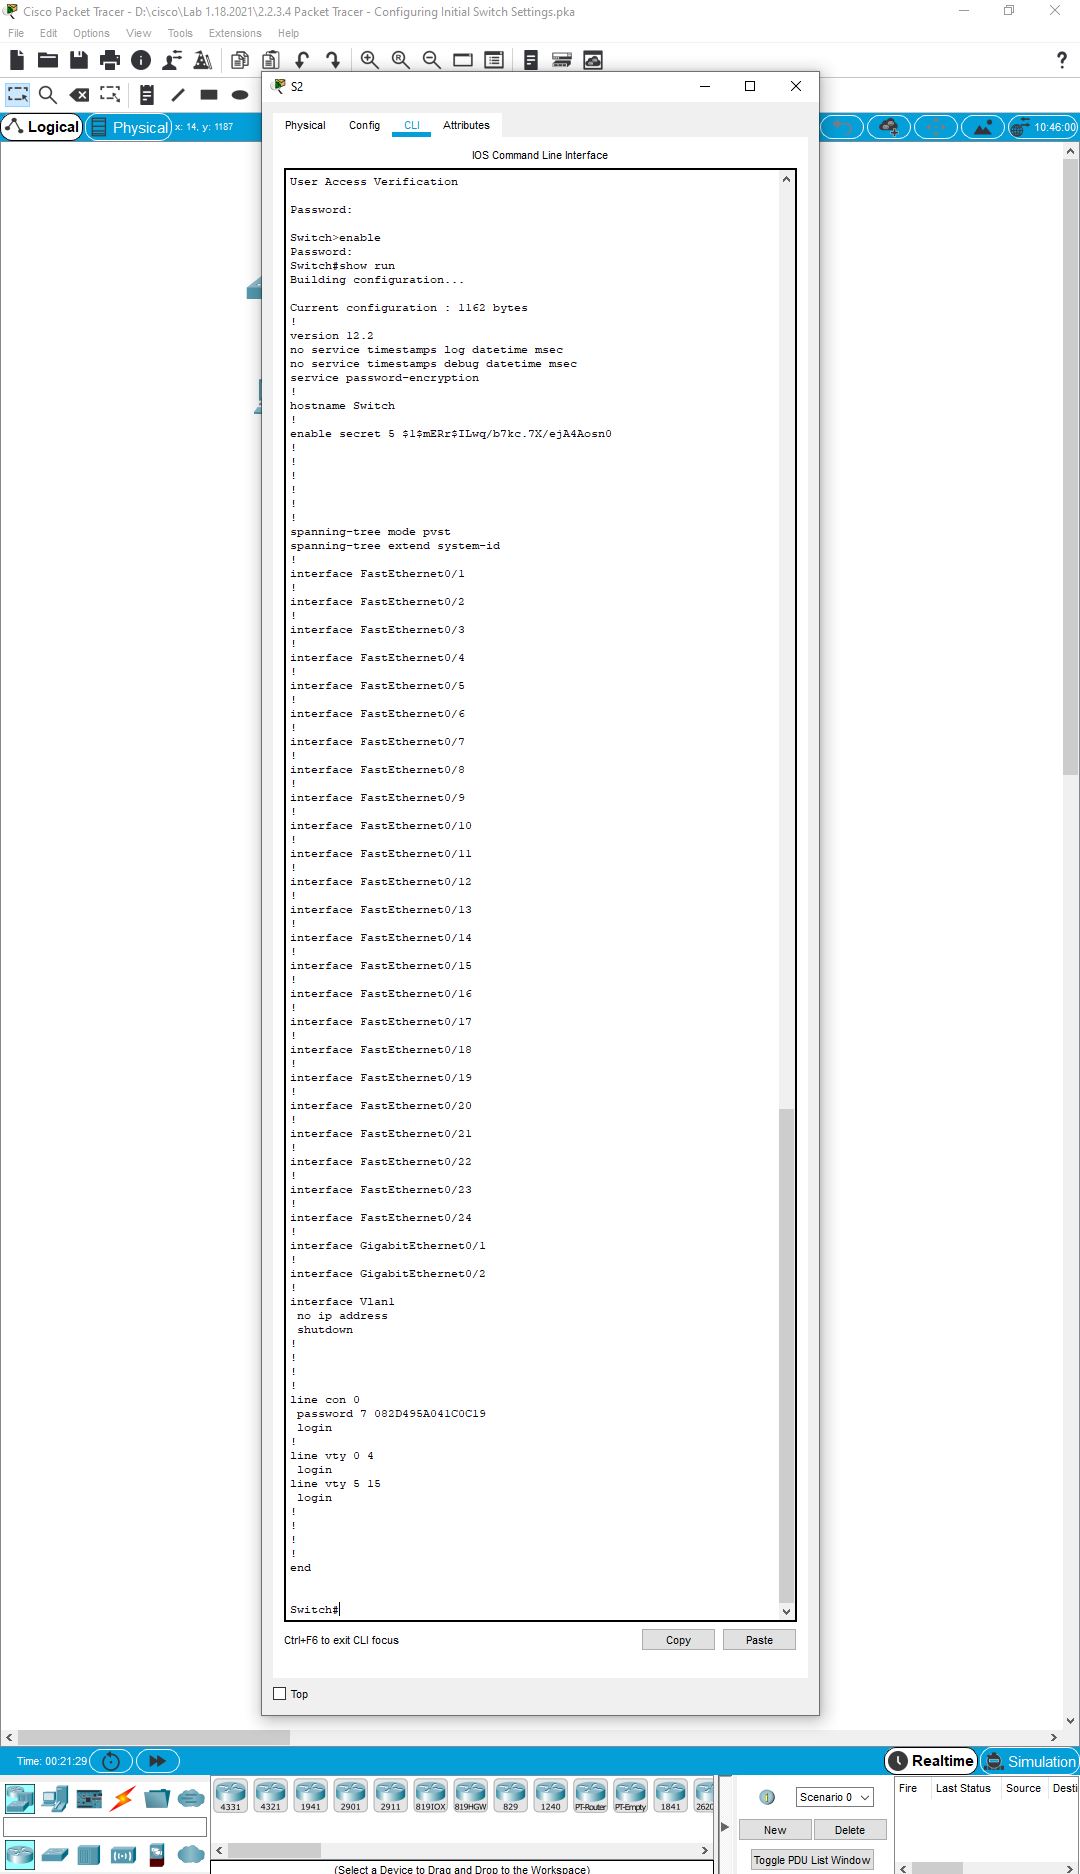 Cisco Packet Tracer - D:\cisco\Lab 1.18.2021\2.2.3.4 Packet Tracer - Configuring Initial Switch Settings.pka
File Edit Options View Tools Extensions Help
S2
Logical Physical x: 14, y: 1187
10:46:00
Physical Config CLI Attributes
IOS Command Line Interface
User Access Verification
Password:
Switch>enable
Password:
Switch#show run
Building configuration...
Current configuration : 1162 bytes
!
version 12.2
no service timestamps log datetime msec
no service timestamps debug datetime msec
service password-encryption
!
hostname Switch
!
enable secret 5 $1$mERr$ILwq/b7kc.7X/ejA4Aosn0
!
!
!
!
!
!
spanning-tree mode pvst
spanning-tree extend system-id
!
interface FastEthernet0/1
!
interface FastEthernet0/2
!
interface FastEthernet0/3
!
interface FastEthernet0/4
!
interface FastEthernet0/5
!
interface FastEthernet0/6
!
interface FastEthernet0/7
!
interface FastEthernet0/8
!
interface FastEthernet0/9
!
interface FastEthernet0/10
!
interface FastEthernet0/11
!
interface FastEthernet0/12
!
interface FastEthernet0/13
!
interface FastEthernet0/14
!
interface FastEthernet0/15
!
interface FastEthernet0/16
!
interface FastEthernet0/17
!
interface FastEthernet0/18
!
interface FastEthernet0/19
!
interface FastEthernet0/20
!
interface FastEthernet0/21
!
interface FastEthernet0/22
!
interface FastEthernet0/23
!
interface FastEthernet0/24
!
interface GigabitEthernet0/1
!
interface GigabitEthernet0/2
!
interface Vlan1
no ip address
shutdown
!
!
!
!
line con 0
password 7 082D495A041C0C19
login
!
line vty 0 4
login
line vty 5 15
login
!
!
!
!
end
Switch#
Ctrl+F6 to exit CLI focus
Copy Paste
Top
Time: 00:21:29
Realtime Simulation
4331 4321 1941 2901 2911 819IOX 819HGW 829 1240 PT-Router PT-Empty 1841 262
Scenario 0
New Delete
Toggle PDU List Window
Fire Last Status Source Desti
(Select a Device to Drag and Drop to the Workspace)